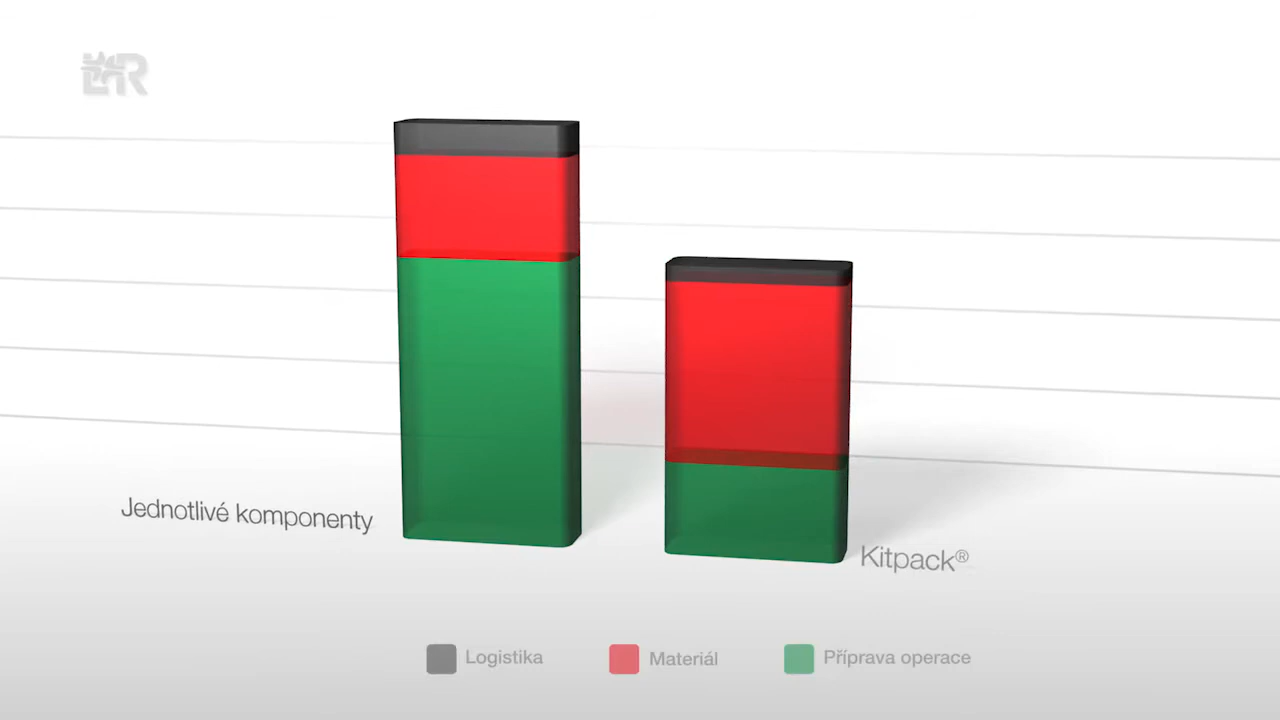 L&R
Jednotlivé komponenty
Kitpack®
Logistika
Materiál
Příprava operace